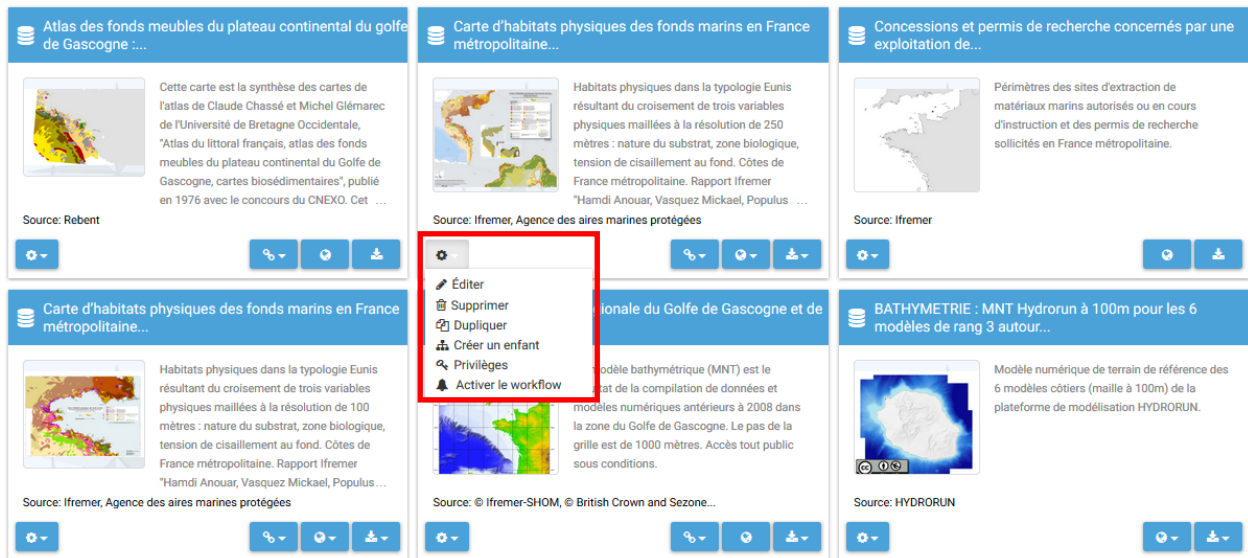 Atlas des fonds meubles du plateau continental du golfe
de Gascogne :...
Cette carte est la synthèse des cartes de
l'atlas de Claude Chassé et Michel Glémarec
de l'Université de Bretagne Occidentale,
"Atlas du littoral français, atlas des fonds
meubles du plateau continental du Golfe de
Gascogne, cartes biosédimentaires", publié
en 1976 avec le concours du CNEXO. Cet ...
Source: Rebent
Carte d'habitats physiques des fonds marins en France
métropolitaine...
Habitats physiques dans la typologie Eunis
résultant du croisement de trois variables
physiques maillées à la résolution de 250
mètres : nature du substrat, zone biologique,
tension de cisaillement au fond. Côtes de
France métropolitaine. Rapport Ifremer
"Hamdi Anouar, Vasquez Mickael, Populus ...
Source: Ifremer, Agence des aires marines protégées
Éditer
Supprimer
Dupliquer
Créer un enfant
Privilèges
Activer le workflow
Concessions et permis de recherche concernés par une
exploitation de...
Périmètres des sites d'extraction de
matériaux marins autorisés ou en cours
d'instruction et des permis de recherche
sollicités en France métropolitaine.
Source: Ifremer
Carte d'habitats physiques des fonds marins en France
métropolitaine...
Habitats physiques dans la typologie Eunis
résultant du croisement de trois variables
physiques maillées à la résolution de 100
mètres : nature du substrat, zone biologique,
tension de cisaillement au fond. Côtes de
France métropolitaine. Rapport Ifremer
"Hamdi Anouar, Vasquez Mickael, Populus...
Source: Ifremer, Agence des aires marines protégées
gionale du Golfe de Gascogne et de
modèle bathymétrique (MNT) est le
tat de la compilation de données et
modèles numériques antérieurs à 2008 dans
la zone du Golfe de Gascogne. Le pas de la
grille est de 1000 mètres. Accès tout public
sous conditions.
Source: © Ifremer-SHOM, © British Crown and Sezone...
BATHYMETRIE : MNT Hydrorun à 100m pour les 6
modèles de rang 3 autour...
Modèle numérique de terrain de référence des
6 modèles côtiers (maille à 100m) de la
plateforme de modélisation HYDRORUN.
Source: HYDRORUN